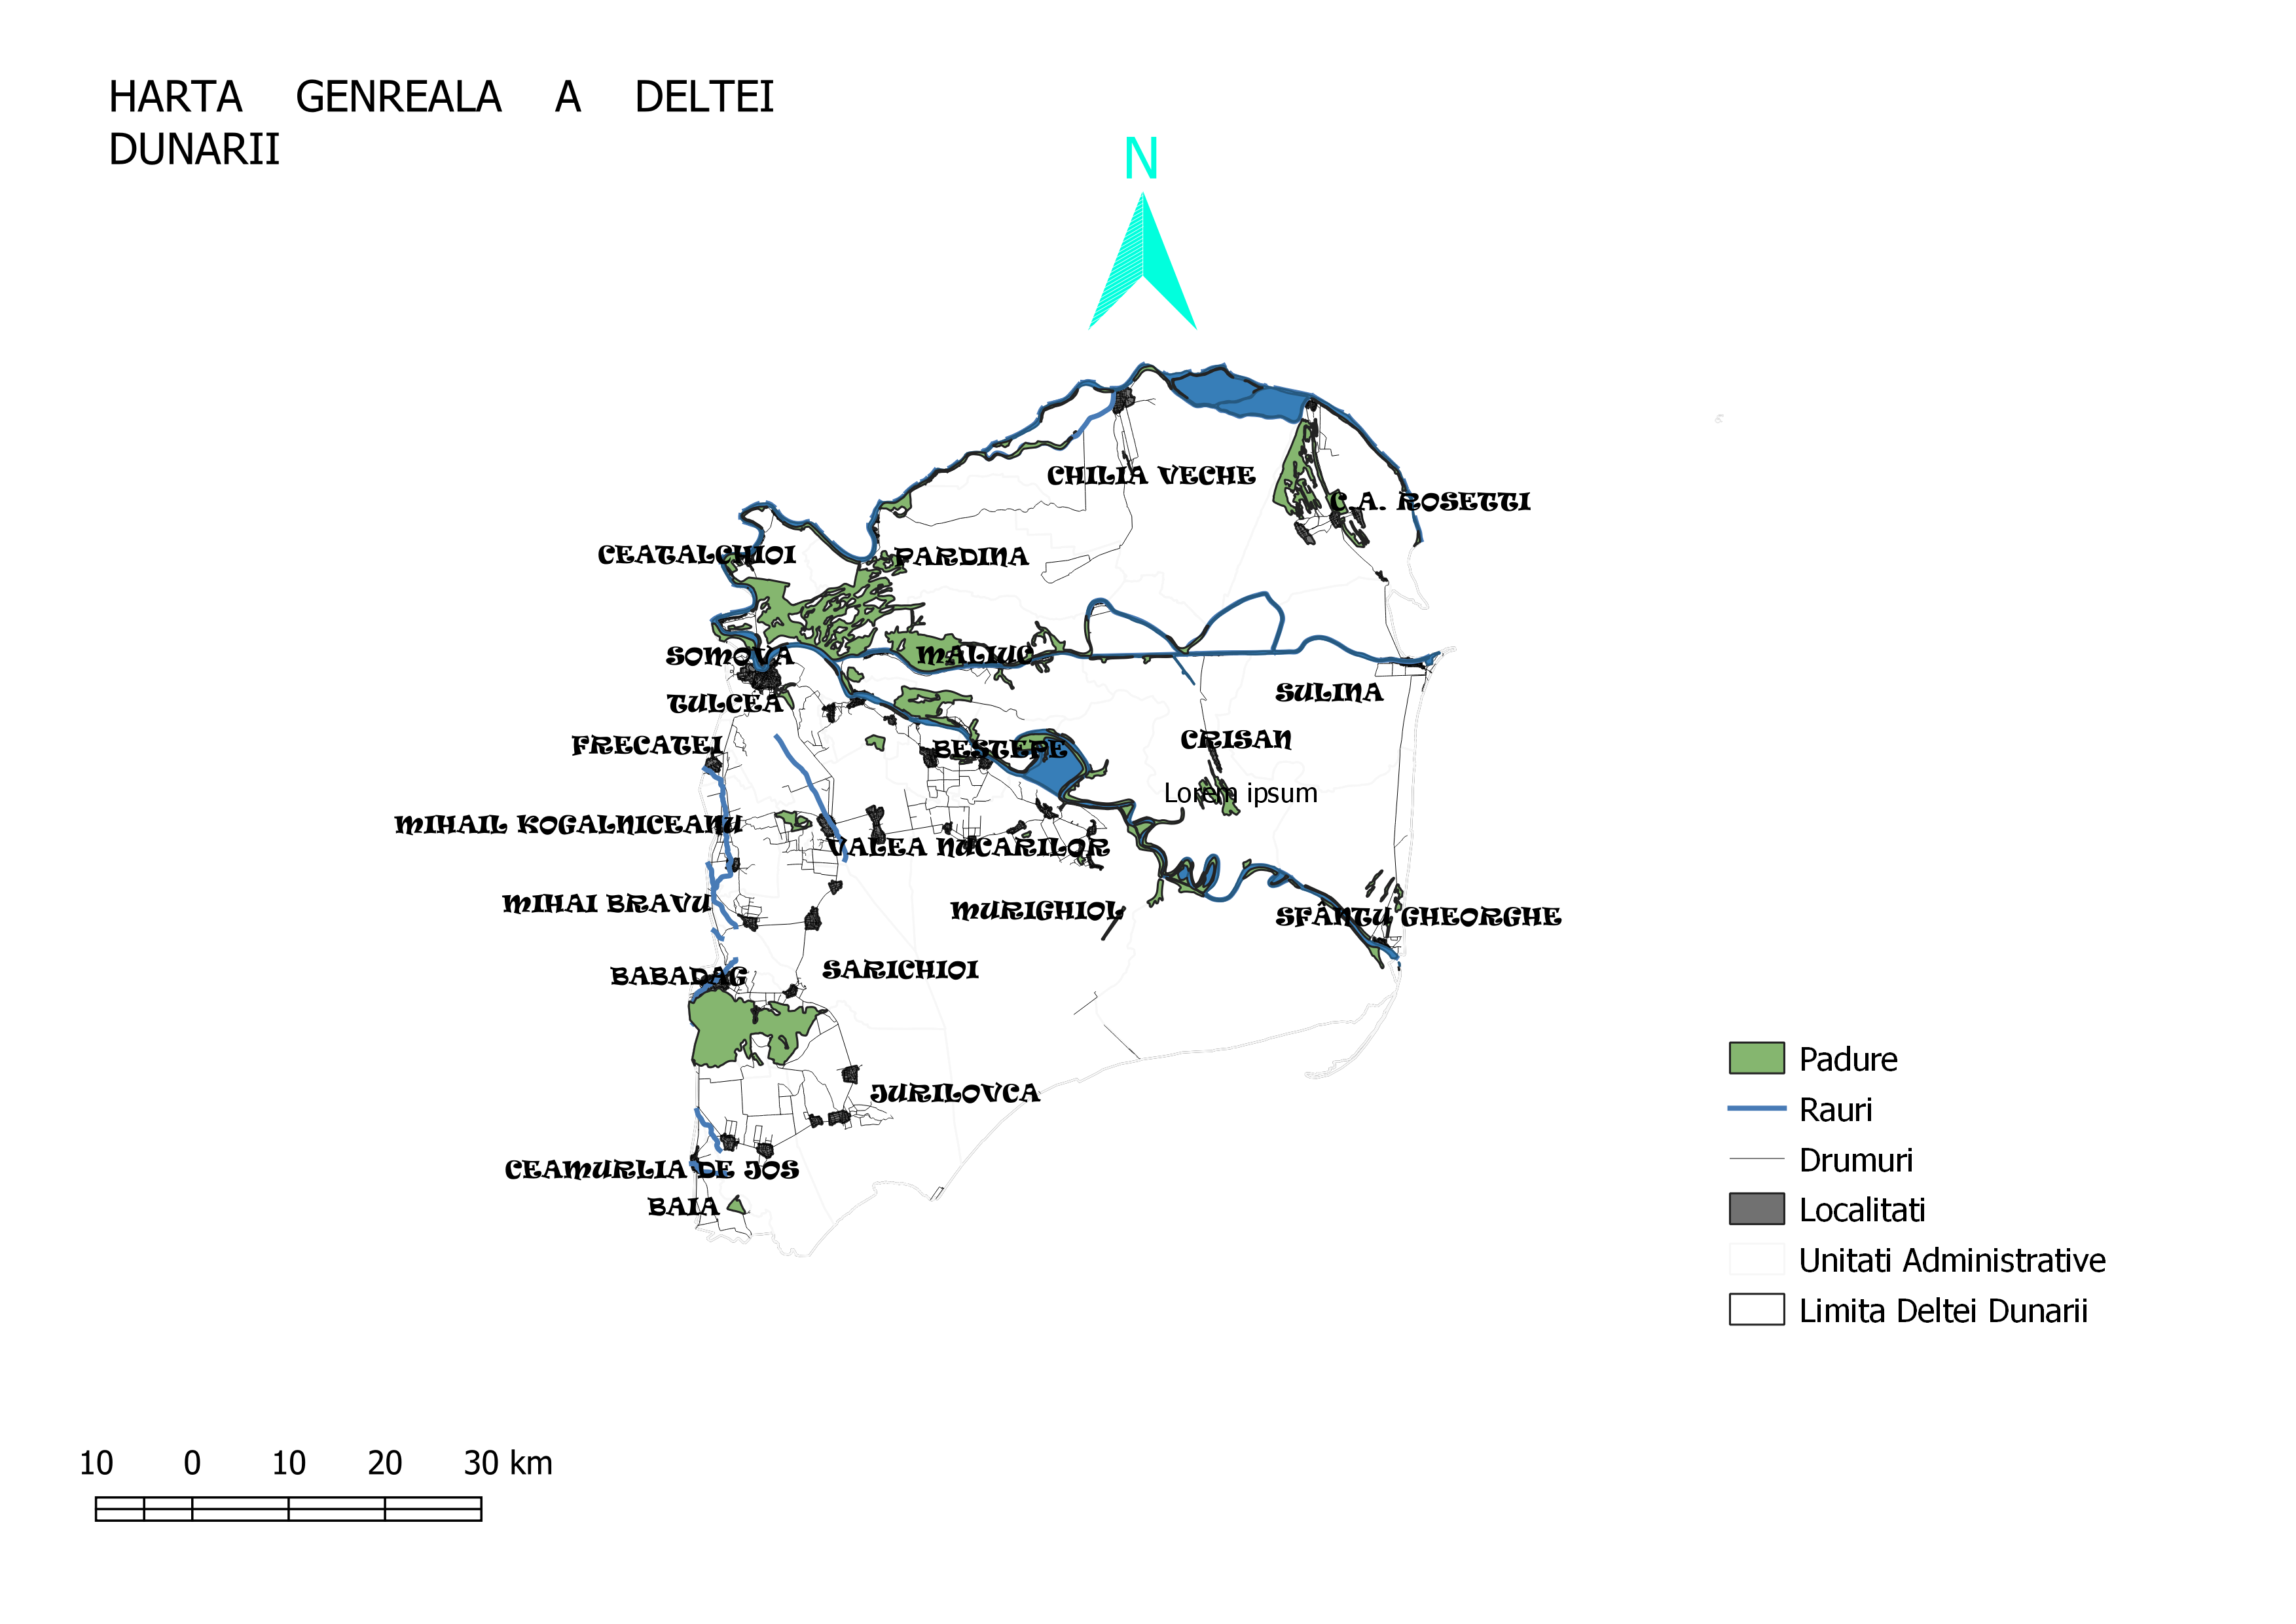 HARTA GENREALA A DELTEI
DUNARII
N
CHILIA VECHE
C.A. ROSETTI
CEATALCHIOI
PARDINA
SOMOVA
MALIUC
SULINA
TULCEA
CRISAN
FRECATEI
BESTEPE
Lorem ipsum
MIHAIL KOGALNICEANU
VALEA NUCARILOR
MIHAI BRAVU
MURIGHIOL
SFÂNTU GHEORGHE
SARICHIOI
BABADAG
JURILOVCA
CEAMURLIA DE JOS
BAIA
Padure
Rauri
Drumuri
Localitati
Unitati Administrative
Limita Deltei Dunarii
10 0 10 20 30 km